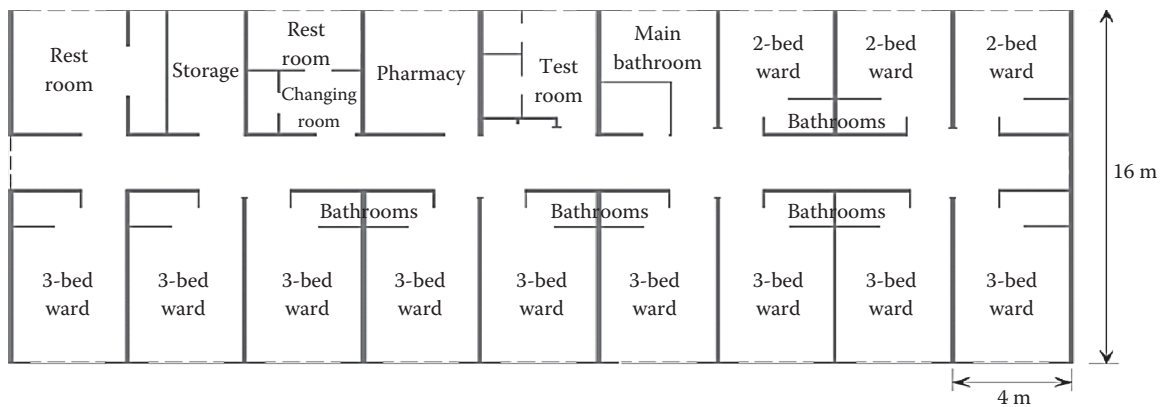 Rest
room
Storage
Rest
room
Changing
room
Pharmacy
Test
room
Main
bathroom
2-bed
ward
2-bed
ward
2-bed
ward
Bathrooms
16 m
Bathrooms
Bathrooms
Bathrooms
3-bed
ward
3-bed
ward
3-bed
ward
3-bed
ward
3-bed
ward
3-bed
ward
3-bed
ward
3-bed
ward
3-bed
ward
4 m